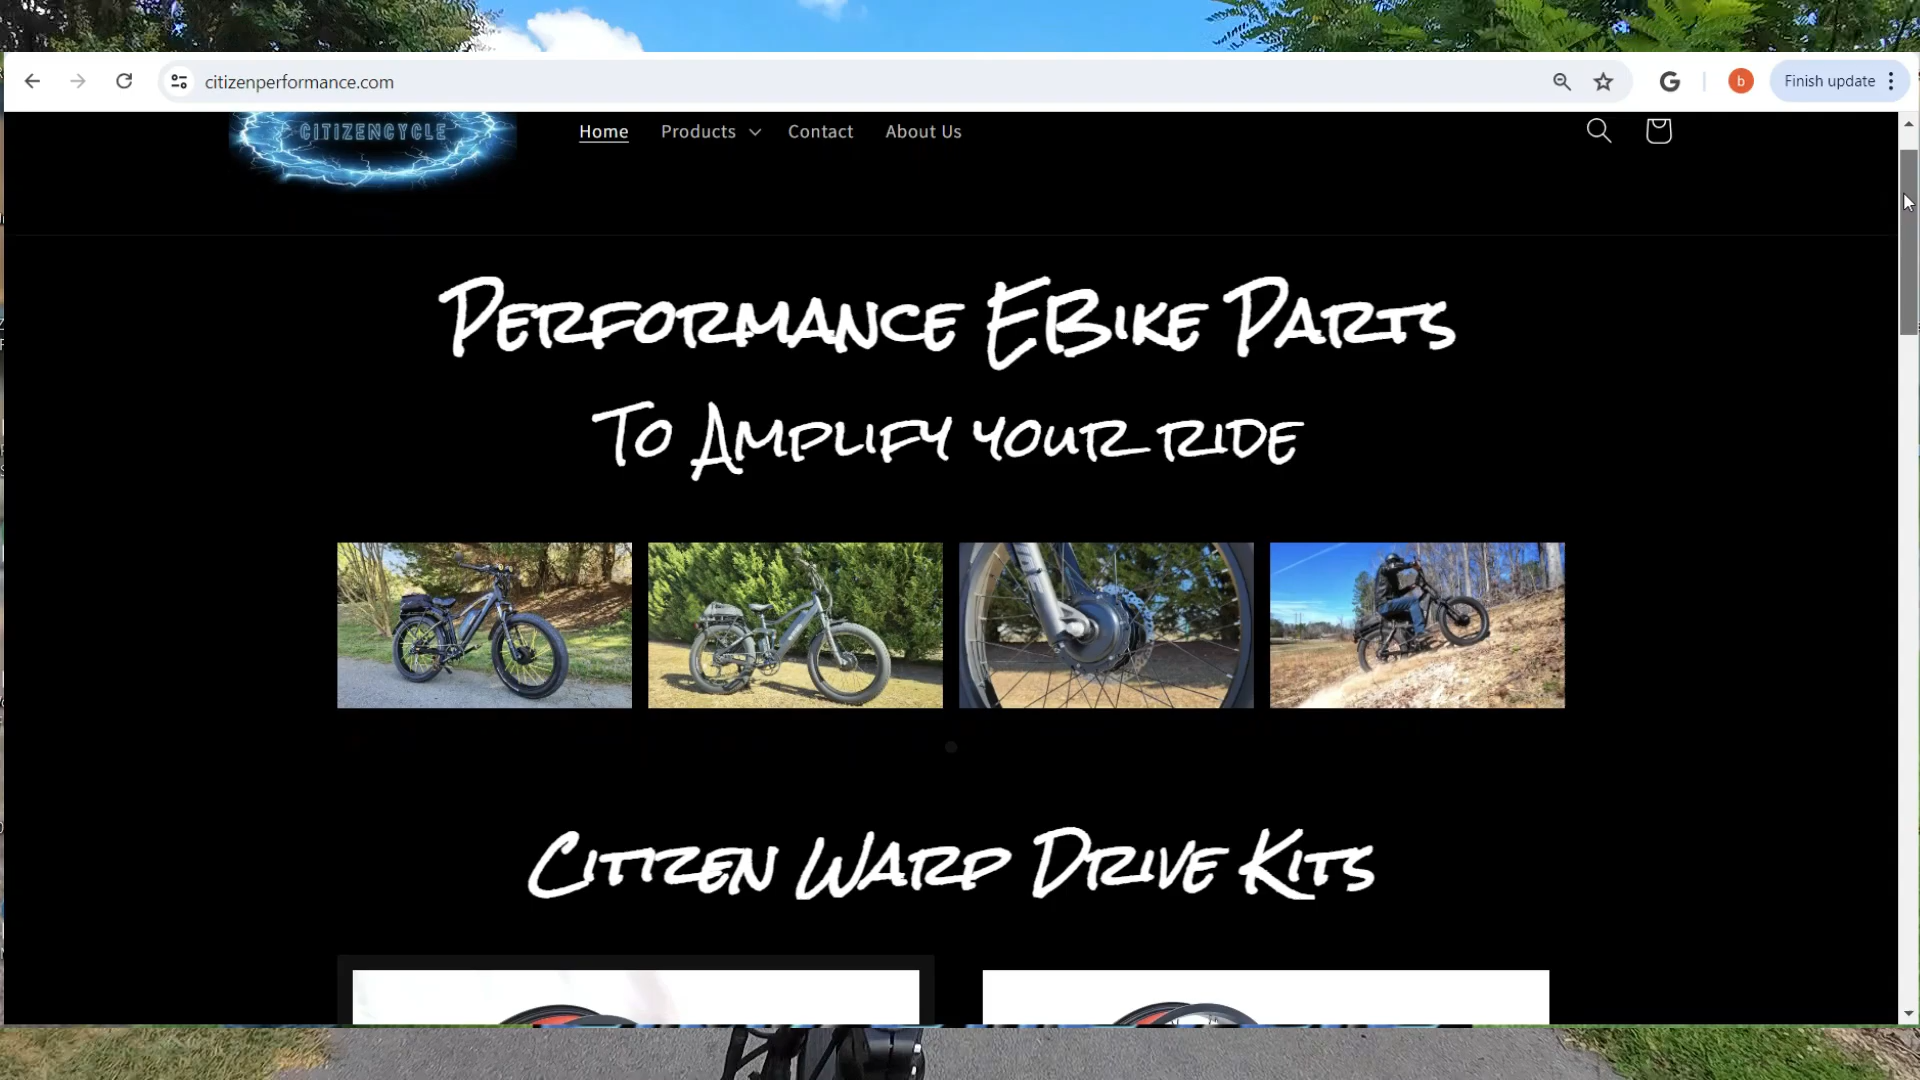 citizenperformance.com
b
Finish update
CITIZENCYCLE
Home
Products
Contact
About Us
Performance EBike Parts
To Amplify your ride
Citizen Warp Drive Kits